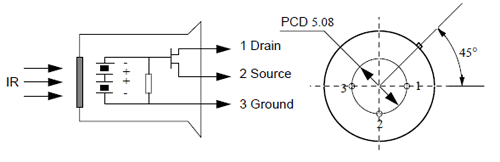 IR
1 Drain
2 Source
3 Ground
PCD 5.08
45°
3
1
2